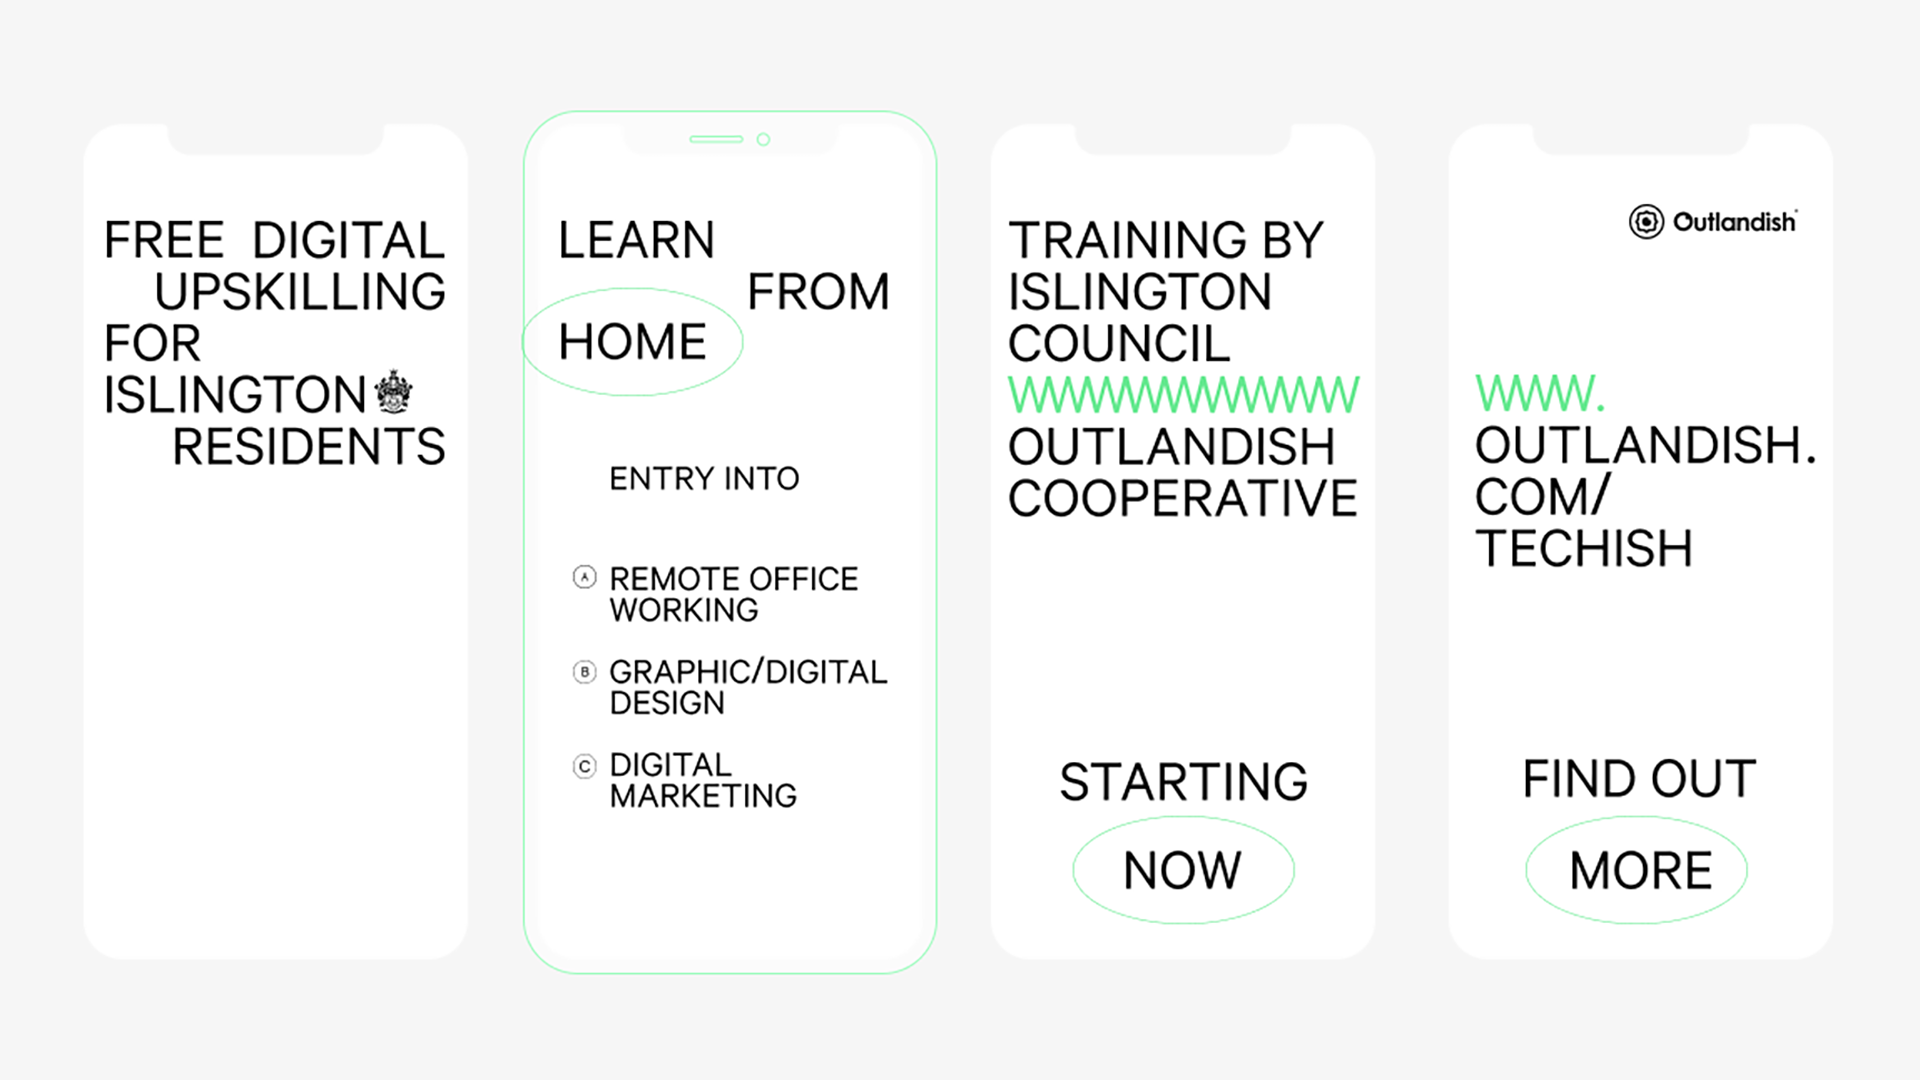 FREE DIGITAL
UPSKILLING
FOR
ISLINGTON
RESIDENTS
LEARN
FROM
HOME
ENTRY INTO
A REMOTE OFFICE
WORKING
B GRAPHIC/DIGITAL
DESIGN
C DIGITAL
MARKETING
TRAINING BY
ISLINGTON
COUNCIL
WWWWWWWWWW
OUTLANDISH
COOPERATIVE
STARTING
NOW
Outlandish
WWW.
OUTLANDISH.
COM/
TECHISH
FIND OUT
MORE